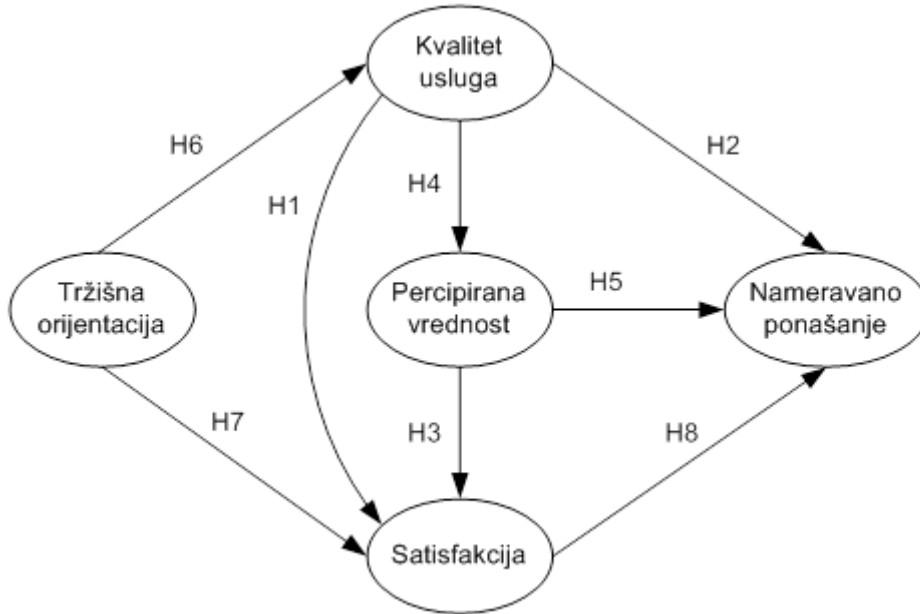 Kvalitet
usluga
H6
H2
H1
H4
Tržišna
orijentacija
Percipirana
vrednost
H5
Nameravano
ponašanje
H7
H3
H8
Satisfakcija